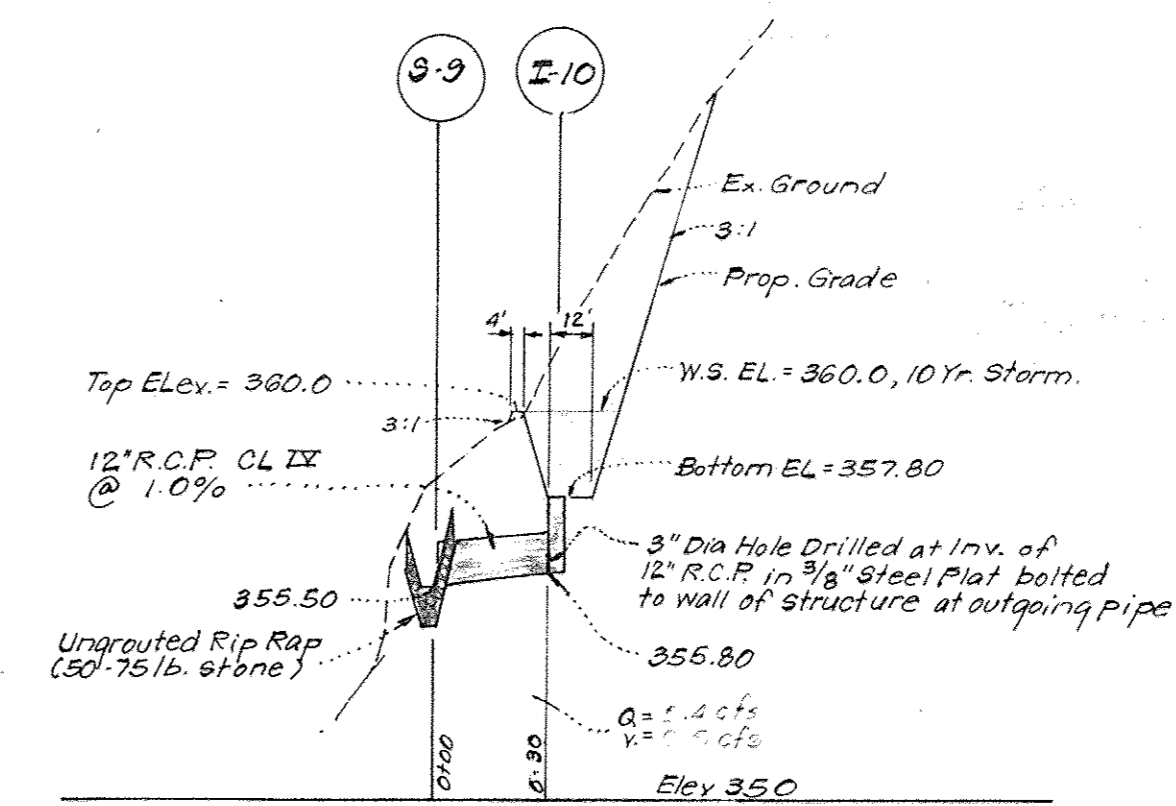 S-9
I-10
Ex. Ground
3:1
Prop. Grade
4'
12'
Top ELev. = 360.0
W.S. EL. = 360.0, 10 Yr. Storm.
3:1
12" R.C.P. CL IV
@ 1.0%
Bottom EL = 357.80
3" Dia Hole Drilled at Inv. of
12" R.C.P. in 3/8" Steel Plat bolted
to wall of structure at outgoing pipe
355.50
Ungrouted Rip Rap
(50-75 lb. stone)
355.80
Q= cfs
V.= cfs
0+00
0+30
Elev 350